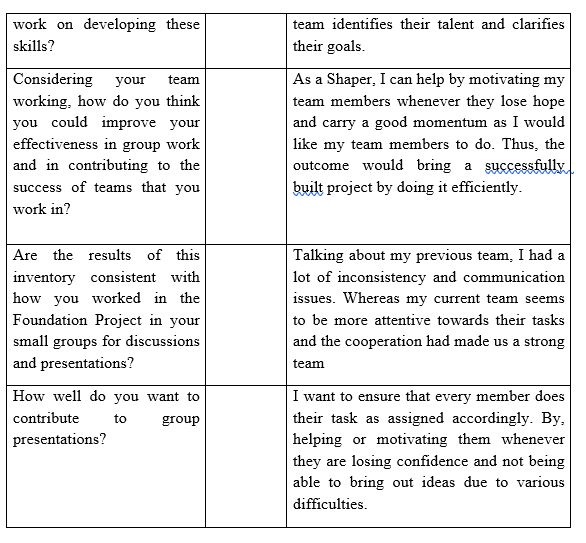 work on developing these
skills?
team identifies their talent and clarifies
their goals.
Considering your team
working, how do you think
you could improve your
effectiveness in group work
and in contributing to the
success of teams that you
work in?
As a Shaper, I can help by motivating my
team members whenever they lose hope
and carry a good momentum as I would
like my team members to do. Thus, the
outcome would bring a successfully
built project by doing it efficiently.
Are the results of this
inventory consistent with
how you worked in the
Foundation Project in your
small groups for discussions
and presentations?
Talking about my previous team, I had a
lot of inconsistency and communication
issues. Whereas my current team seems
to be more attentive towards their tasks
and the cooperation had made us a strong
team
How well do you want to
contribute to group
presentations?
I want to ensure that every member does
their task as assigned accordingly. By,
helping or motivating them whenever
they are losing confidence and not being
able to bring out ideas due to various
difficulties.